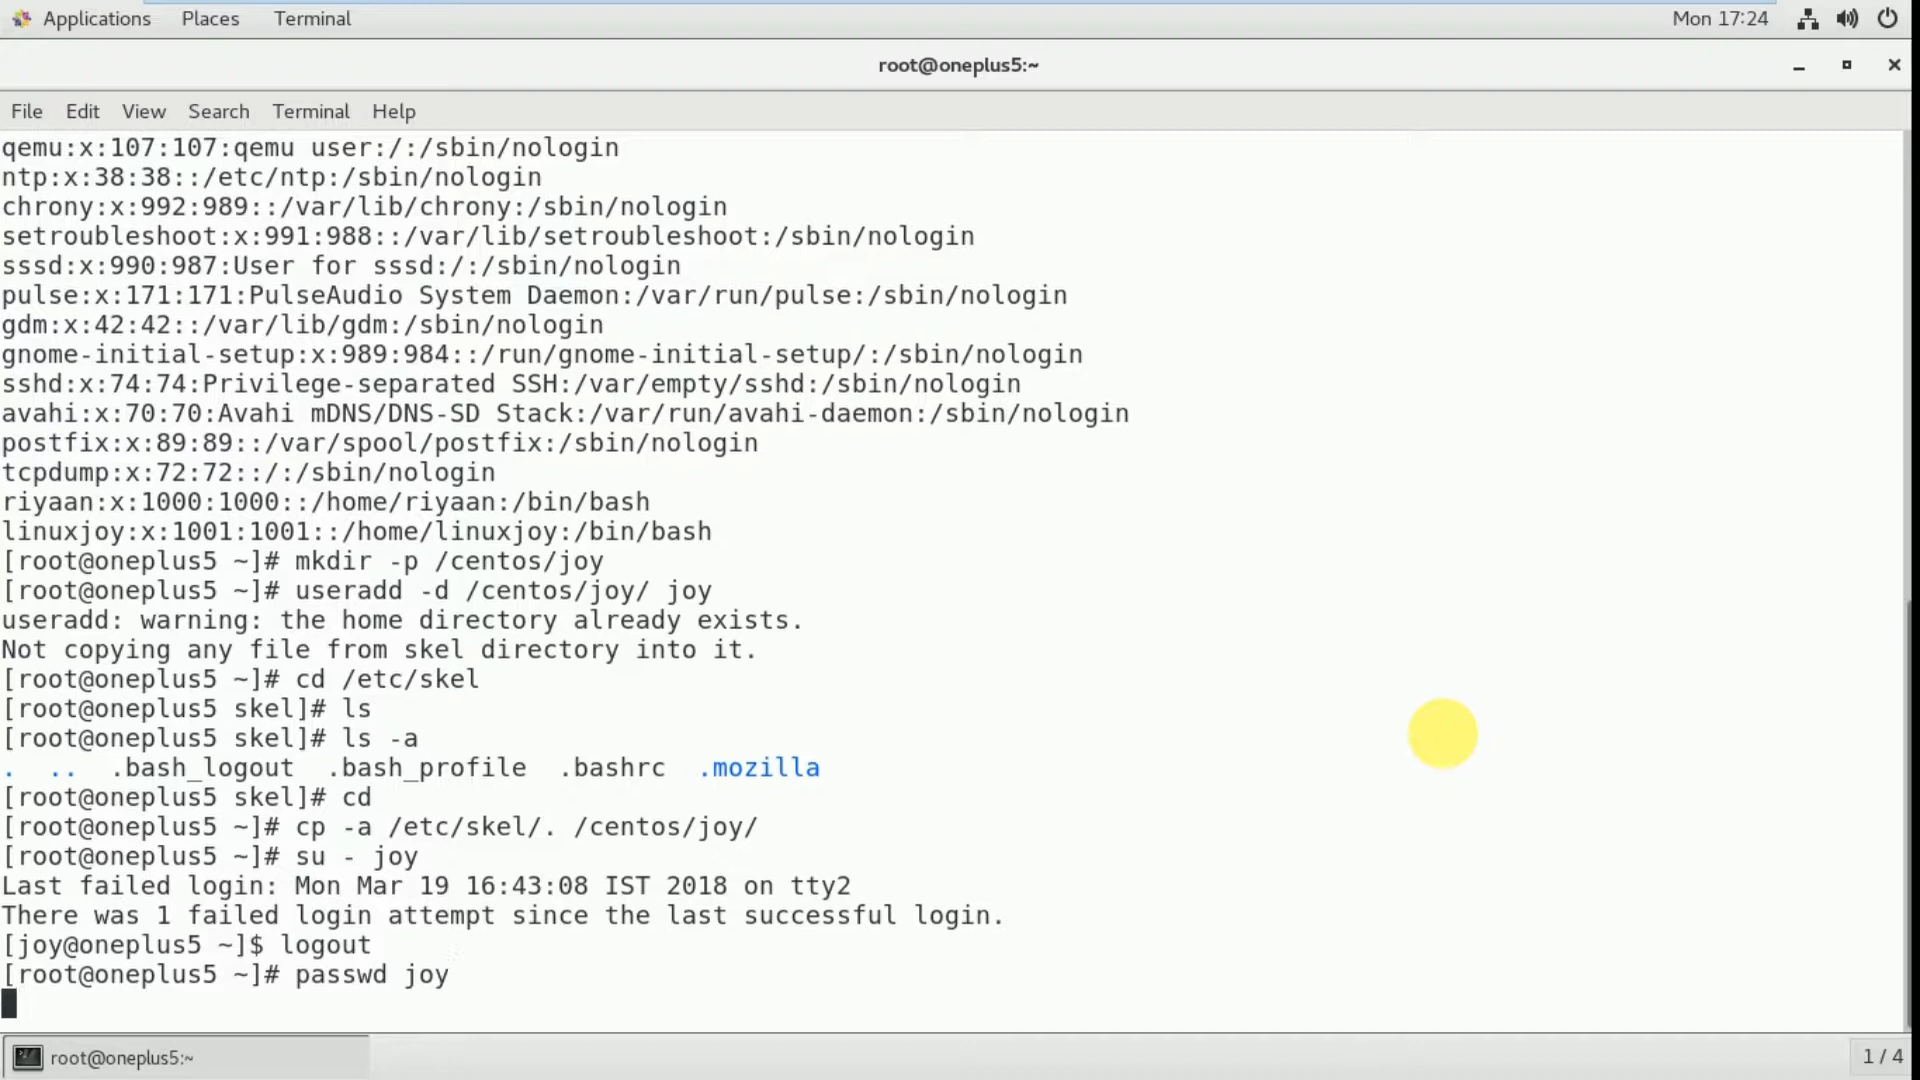 Applications Places Terminal Mon 17:24
root@oneplus5:~
File Edit View Search Terminal Help
qemu:x:107:107:qemu user:/:/sbin/nologin
ntp:x:38:38::/etc/ntp:/sbin/nologin
chrony:x:992:989::/var/lib/chrony:/sbin/nologin
setroubleshoot:x:991:988::/var/lib/setroubleshoot:/sbin/nologin
sssd:x:990:987:User for sssd:/:/sbin/nologin
pulse:x:171:171:PulseAudio System Daemon:/var/run/pulse:/sbin/nologin
gdm:x:42:42::/var/lib/gdm:/sbin/nologin
gnome-initial-setup:x:989:984::/run/gnome-initial-setup/:/sbin/nologin
sshd:x:74:74:Privilege-separated SSH:/var/empty/sshd:/sbin/nologin
avahi:x:70:70:Avahi mDNS/DNS-SD Stack:/var/run/avahi-daemon:/sbin/nologin
postfix:x:89:89::/var/spool/postfix:/sbin/nologin
tcpdump:x:72:72::/:/sbin/nologin
riyaan:x:1000:1000::/home/riyaan:/bin/bash
linuxjoy:x:1001:1001::/home/linuxjoy:/bin/bash
[root@oneplus5 ~]# mkdir -p /centos/joy
[root@oneplus5 ~]# useradd -d /centos/joy/ joy
useradd: warning: the home directory already exists.
Not copying any file from skel directory into it.
[root@oneplus5 ~]# cd /etc/skel
[root@oneplus5 skel]# ls
[root@oneplus5 skel]# ls -a
. .. .bash_logout .bash_profile .bashrc .mozilla
[root@oneplus5 skel]# cd
[root@oneplus5 ~]# cp -a /etc/skel/. /centos/joy/
[root@oneplus5 ~]# su - joy
Last failed login: Mon Mar 19 16:43:08 IST 2018 on tty2
There was 1 failed login attempt since the last successful login.
[joy@oneplus5 ~]$ logout
[root@oneplus5 ~]# passwd joy
root@oneplus5:~ 1 / 4